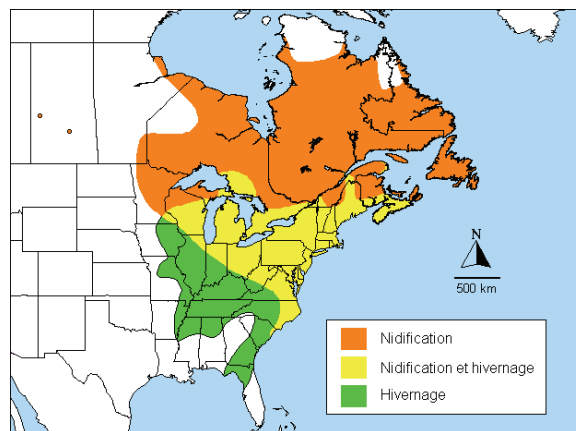 N
500 km
Nidification
Nidification et hivernage
Hivernage